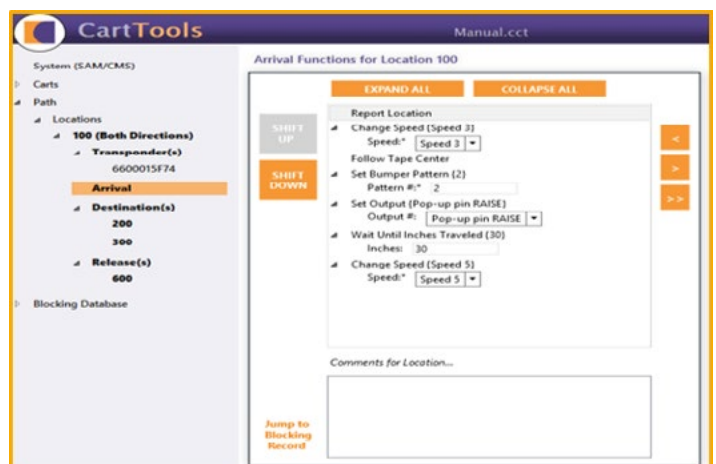 CartTools
Manual.cct
System (SAM/CMS)
Carts
Path
Locations
100 (Both Directions)
Transponder(s)
6600015F74
Arrival
Destination(s)
200
300
Release(s)
600
Blocking Database
Arrival Functions for Location 100
EXPAND ALL
COLLAPSE ALL
SHIFT
UP
SHIFT
DOWN
Report Location
Change Speed (Speed 3)
Speed:* Speed 3
Follow Tape Center
Set Bumper Pattern (2)
Pattern #:* 2
Set Output (Pop-up pin RAISE)
Output #: Pop-up pin RAISE
Wait Until Inches Traveled (30)
Inches: 30
Change Speed (Speed 5)
Speed:* Speed 5
<
>
>>
Comments for Location...
Jump to
Blocking
Record